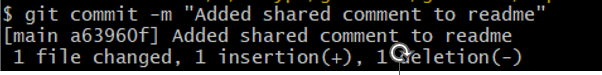 $ git commit -m "Added shared comment to readme"
[main a63960f] Added shared comment to readme
1 file changed, 1 insertion(+), 1 deletion(-)